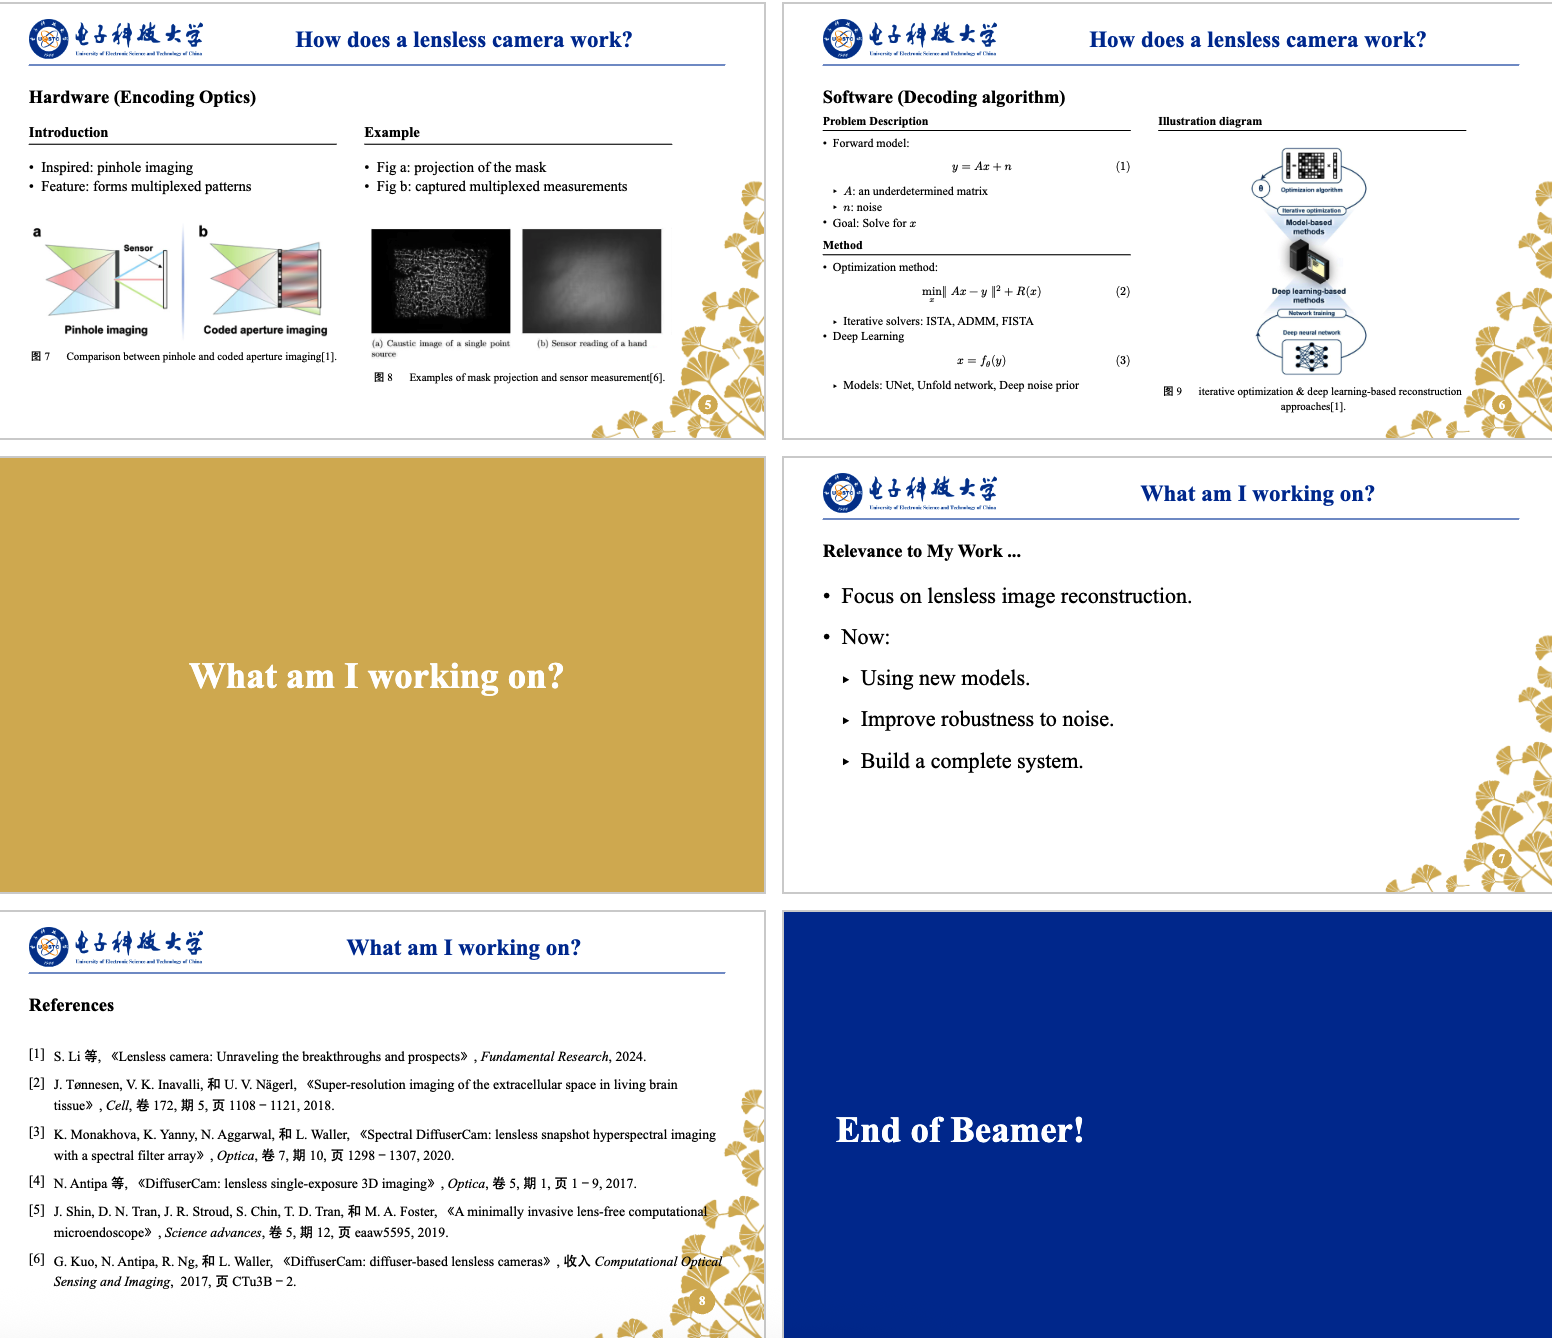 电子科技大学
University of Electronic Science and Technology of China
How does a lensless camera work?
Hardware (Encoding Optics)
Introduction
• Inspired: pinhole imaging
• Feature: forms multiplexed patterns
a
Sensor
b
Pinhole imaging
Coded aperture imaging
图 7 Comparison between pinhole and coded aperture imaging[1].
Example
• Fig a: projection of the mask
• Fig b: captured multiplexed measurements
(a) Caustic image of a single point
source
(b) Sensor reading of a hand
图 8 Examples of mask projection and sensor measurement[6].
5
电子科技大学
University of Electronic Science and Technology of China
How does a lensless camera work?
Software (Decoding algorithm)
Problem Description
• Forward model:
y = Ax + n (1)
‣ A: an underdetermined matrix
‣ n: noise
• Goal: Solve for x
Method
• Optimization method:
min ‖ Ax − y ‖² + R(x) (2)
x
‣ Iterative solvers: ISTA, ADMM, FISTA
• Deep Learning
x = fθ(y) (3)
‣ Models: UNet, Unfold network, Deep noise prior
Illustration diagram
θ
Optimizaion algorithm
Iterative optimization
Model-based
methods
Deep learning-based
methods
Network training
Deep neural network
图 9 iterative optimization & deep learning-based reconstruction
approaches[1].
6
What am I working on?
电子科技大学
University of Electronic Science and Technology of China
What am I working on?
Relevance to My Work ...
• Focus on lensless image reconstruction.
• Now:
‣ Using new models.
‣ Improve robustness to noise.
‣ Build a complete system.
7
电子科技大学
University of Electronic Science and Technology of China
What am I working on?
References
[1] S. Li 等, 《Lensless camera: Unraveling the breakthroughs and prospects》, Fundamental Research, 2024.
[2] J. Tønnesen, V. K. Inavalli, 和 U. V. Nägerl, 《Super-resolution imaging of the extracellular space in living brain
tissue》, Cell, 卷 172, 期 5, 页 1108–1121, 2018.
[3] K. Monakhova, K. Yanny, N. Aggarwal, 和 L. Waller, 《Spectral DiffuserCam: lensless snapshot hyperspectral imaging
with a spectral filter array》, Optica, 卷 7, 期 10, 页 1298–1307, 2020.
[4] N. Antipa 等, 《DiffuserCam: lensless single-exposure 3D imaging》, Optica, 卷 5, 期 1, 页 1–9, 2017.
[5] J. Shin, D. N. Tran, J. R. Stroud, S. Chin, T. D. Tran, 和 M. A. Foster, 《A minimally invasive lens-free computational
microendoscope》, Science advances, 卷 5, 期 12, 页 eaaw5595, 2019.
[6] G. Kuo, N. Antipa, R. Ng, 和 L. Waller, 《DiffuserCam: diffuser-based lensless cameras》, 收入 Computational Optical
Sensing and Imaging, 2017, 页 CTu3B–2.
8
End of Beamer!